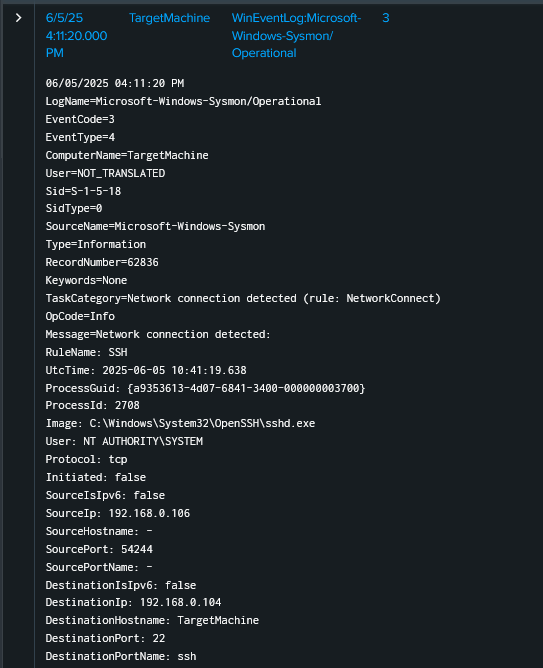 6/5/25 TargetMachine WinEventLog:Microsoft- 3
4:11:20.000 Windows-Sysmon/
PM Operational
06/05/2025 04:11:20 PM
LogName=Microsoft-Windows-Sysmon/Operational
EventCode=3
EventType=4
ComputerName=TargetMachine
User=NOT_TRANSLATED
Sid=S-1-5-18
SidType=0
SourceName=Microsoft-Windows-Sysmon
Type=Information
RecordNumber=62836
Keywords=None
TaskCategory=Network connection detected (rule: NetworkConnect)
OpCode=Info
Message=Network connection detected:
RuleName: SSH
UtcTime: 2025-06-05 10:41:19.638
ProcessGuid: {a9353613-4d07-6841-3400-000000003700}
ProcessId: 2708
Image: C:\Windows\System32\OpenSSH\sshd.exe
User: NT AUTHORITY\SYSTEM
Protocol: tcp
Initiated: false
SourceIsIpv6: false
SourceIp: 192.168.0.106
SourceHostname: -
SourcePort: 54244
SourcePortName: -
DestinationIsIpv6: false
DestinationIp: 192.168.0.104
DestinationHostname: TargetMachine
DestinationPort: 22
DestinationPortName: ssh